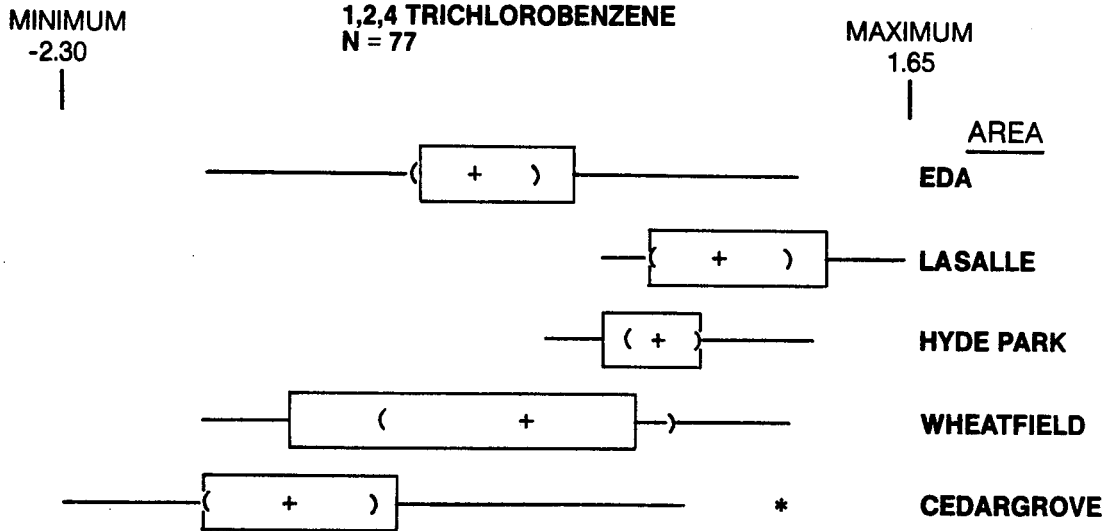 1,2,4 TRICHLOROBENZENE
N = 77
MINIMUM
-2.30
MAXIMUM
1.65
AREA
EDA
LASALLE
HYDE PARK
WHEATFIELD
CEDARGROVE